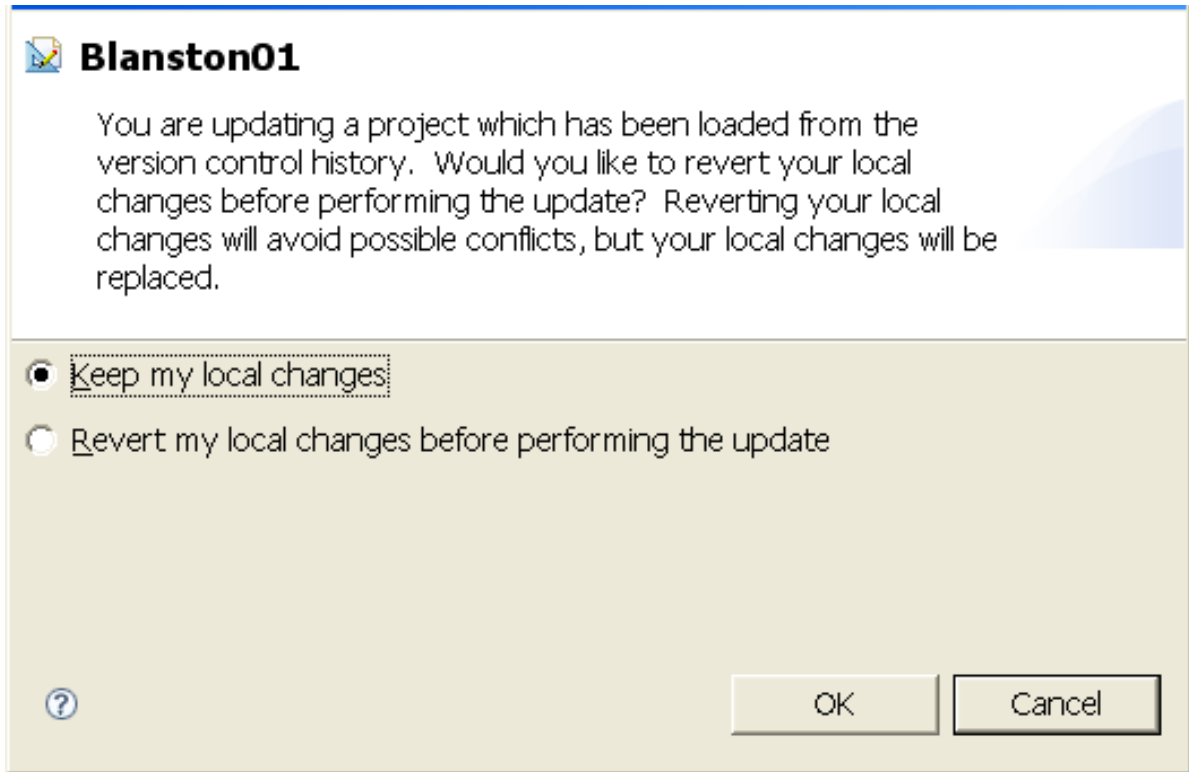 Blanston01
You are updating a project which has been loaded from the
version control history.  Would you like to revert your local
changes before performing the update?  Reverting your local
changes will avoid possible conflicts, but your local changes will be
replaced.
Keep my local changes
Revert my local changes before performing the update
?
OK
Cancel